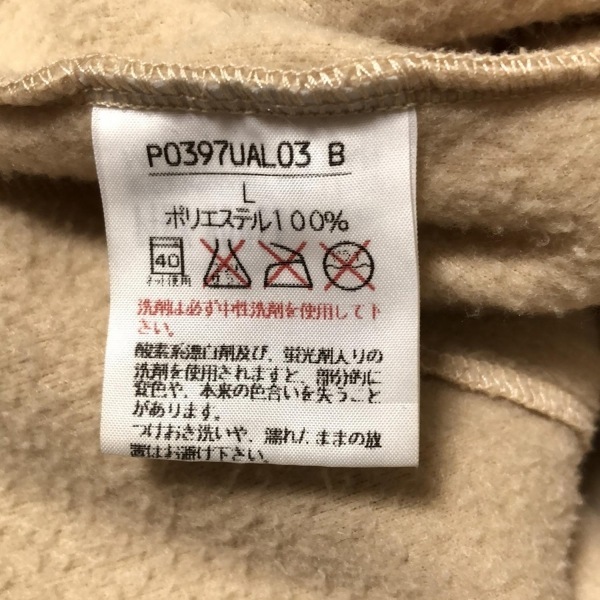 P0397UAL03 B
L
ポリエステル100%
40
ネット使用
洗剤は必ず中性洗剤を使用して下
さい。
酸素系漂白剤及び、蛍光剤入りの
洗剤を使用されますと、部分的に
変色や、本来の色合いを失うこと
があります。
つけおき洗いや、濡れたままの放
置はお避け下さい。